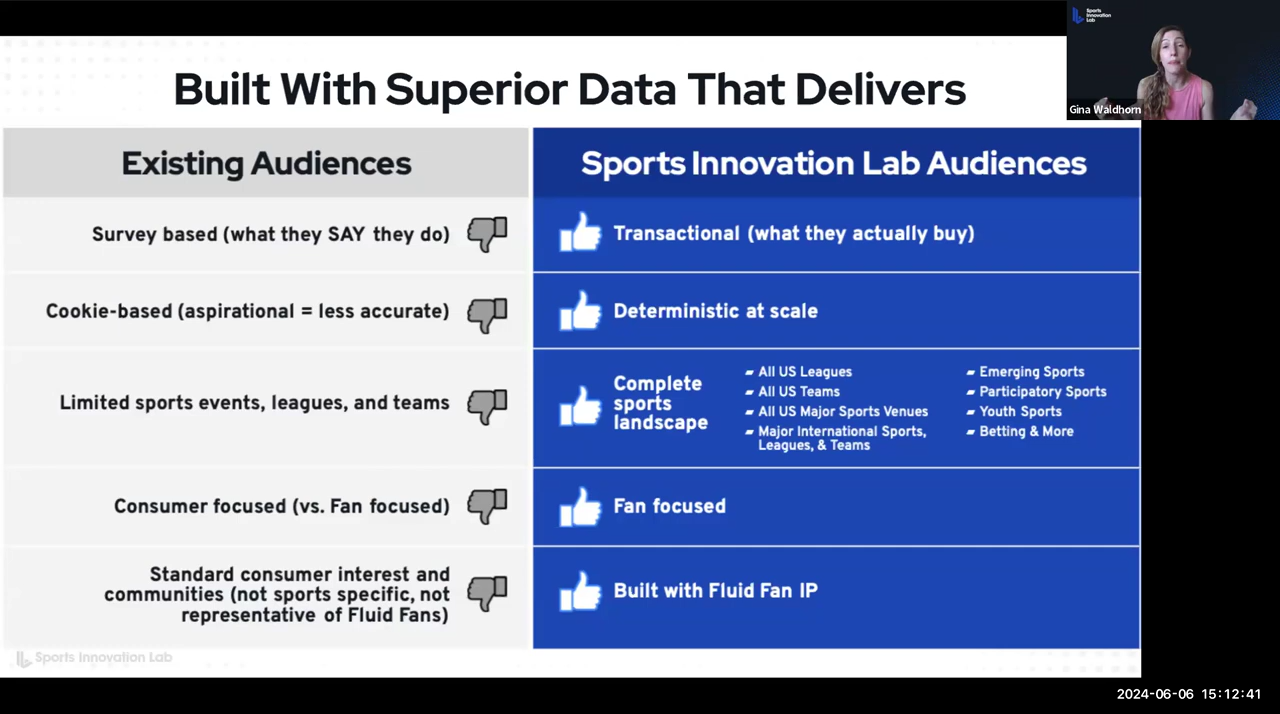 Built With Superior Data That Delivers
Sports
Innovation
Lab
Gina Waldhorn
Existing Audiences
Sports Innovation Lab Audiences
Survey based (what they SAY they do)
Transactional (what they actually buy)
Cookie-based (aspirational = less accurate)
Deterministic at scale
Limited sports events, leagues, and teams
Complete
sports
landscape
All US Leagues
All US Teams
All US Major Sports Venues
Major International Sports,
Leagues, & Teams
Emerging Sports
Participatory Sports
Youth Sports
Betting & More
Consumer focused (vs. Fan focused)
Fan focused
Standard consumer interest and
communities (not sports specific, not
representative of Fluid Fans)
Built with Fluid Fan IP
Sports Innovation Lab
2024-06-06 15:12:41